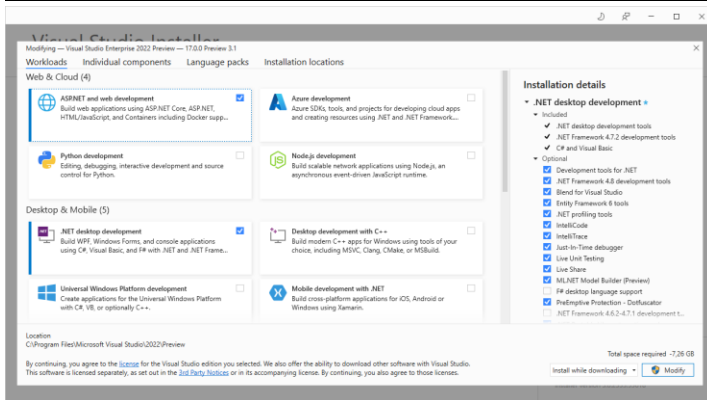 Visual Studio Installer
Modifying — Visual Studio Enterprise 2022 Preview — 17.0.0 Preview 3.1
Workloads Individual components Language packs Installation locations
Web & Cloud (4)
ASP.NET and web development
Build web applications using ASP.NET Core, ASP.NET,
HTML/JavaScript, and Containers including Docker supp...
Azure development
Azure SDKs, tools, and projects for developing cloud apps
and creating resources using .NET and .NET Framework....
Python development
Editing, debugging, interactive development and source
control for Python.
Node.js development
Build scalable network applications using Node.js, an
asynchronous event-driven JavaScript runtime.
Desktop & Mobile (5)
.NET desktop development
Build WPF, Windows Forms, and console applications
using C#, Visual Basic, and F# with .NET and .NET Frame...
Desktop development with C++
Build modern C++ apps for Windows using tools of your
choice, including MSVC, Clang, CMake, or MSBuild.
Universal Windows Platform development
Create applications for the Universal Windows Platform
with C#, VB, or optionally C++.
Mobile development with .NET
Build cross-platform applications for iOS, Android or
Windows using Xamarin.
Installation details
.NET desktop development
Included
.NET desktop development tools
.NET Framework 4.7.2 development tools
C# and Visual Basic
Optional
Development tools for .NET
.NET Framework 4.8 development tools
Blend for Visual Studio
Entity Framework 6 tools
.NET profiling tools
IntelliCode
IntelliTrace
Just-In-Time debugger
Live Unit Testing
Live Share
ML.NET Model Builder (Preview)
F# desktop language support
PreEmptive Protection - Dotfuscator
.NET Framework 4.6.2-4.7.1 development t...
Location
C:\Program Files\Microsoft Visual Studio\2022\Preview
By continuing, you agree to the license for the Visual Studio edition you selected. We also offer the ability to download other software with Visual Studio.
This software is licensed separately, as set out in the 3rd Party Notices or in its accompanying license. By continuing, you also agree to those licenses.
Total space required -7,26 GB
Install while downloading
Modify